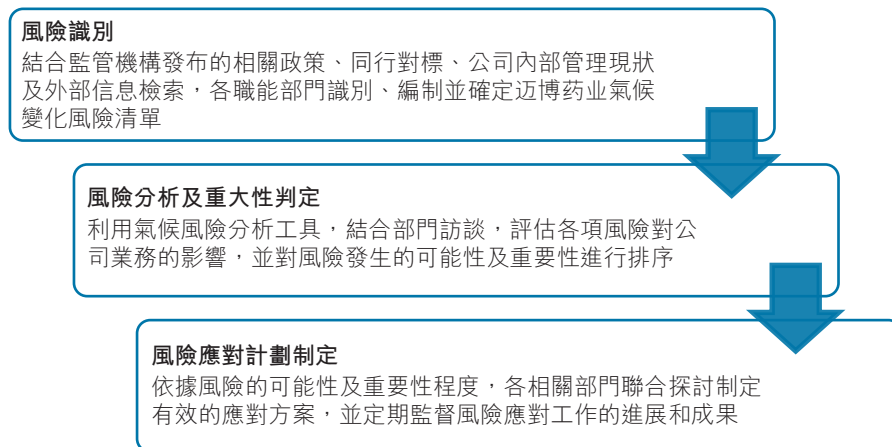 風險識別
結合監管機構發布的相關政策、同行對標、公司內部管理現狀
及外部信息檢索，各職能部門識別、編制並確定迈博药业氣候
變化風險清單
風險分析及重大性判定
利用氣候風險分析工具，結合部門訪談，評估各項風險對公
司業務的影響，並對風險發生的可能性及重要性進行排序
風險應對計劃制定
依據風險的可能性及重要性程度，各相關部門聯合探討制定
有效的應對方案，並定期監督風險應對工作的進展和成果